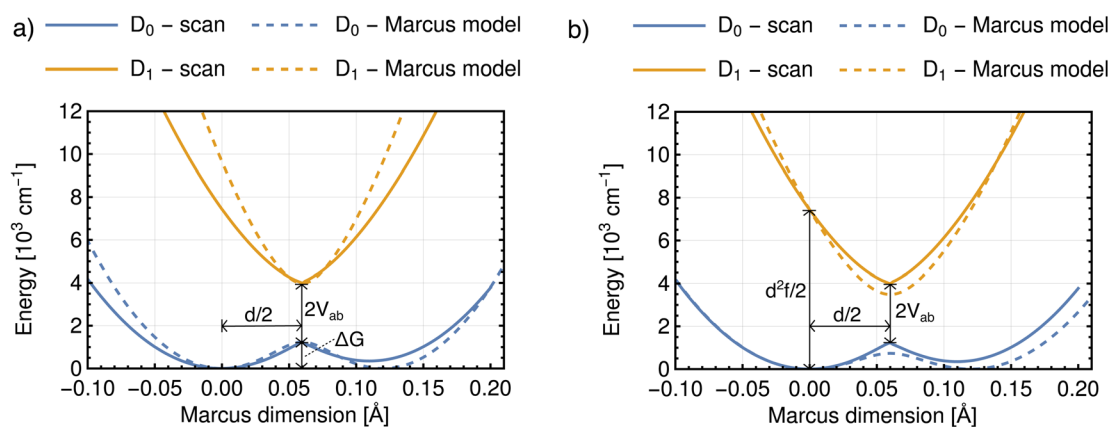 a)
D₀ – scan
D₀ – Marcus model
D₁ – scan
D₁ – Marcus model
Energy [10³ cm⁻¹]
12
10
8
6
4
2
0
d/2
2Vab
ΔG
−0.10 −0.05 0.00 0.05 0.10 0.15 0.20
Marcus dimension [Å]
b)
D₀ – scan
D₀ – Marcus model
D₁ – scan
D₁ – Marcus model
Energy [10³ cm⁻¹]
12
10
8
6
4
2
0
d²f/2
d/2
2Vab
−0.10 −0.05 0.00 0.05 0.10 0.15 0.20
Marcus dimension [Å]